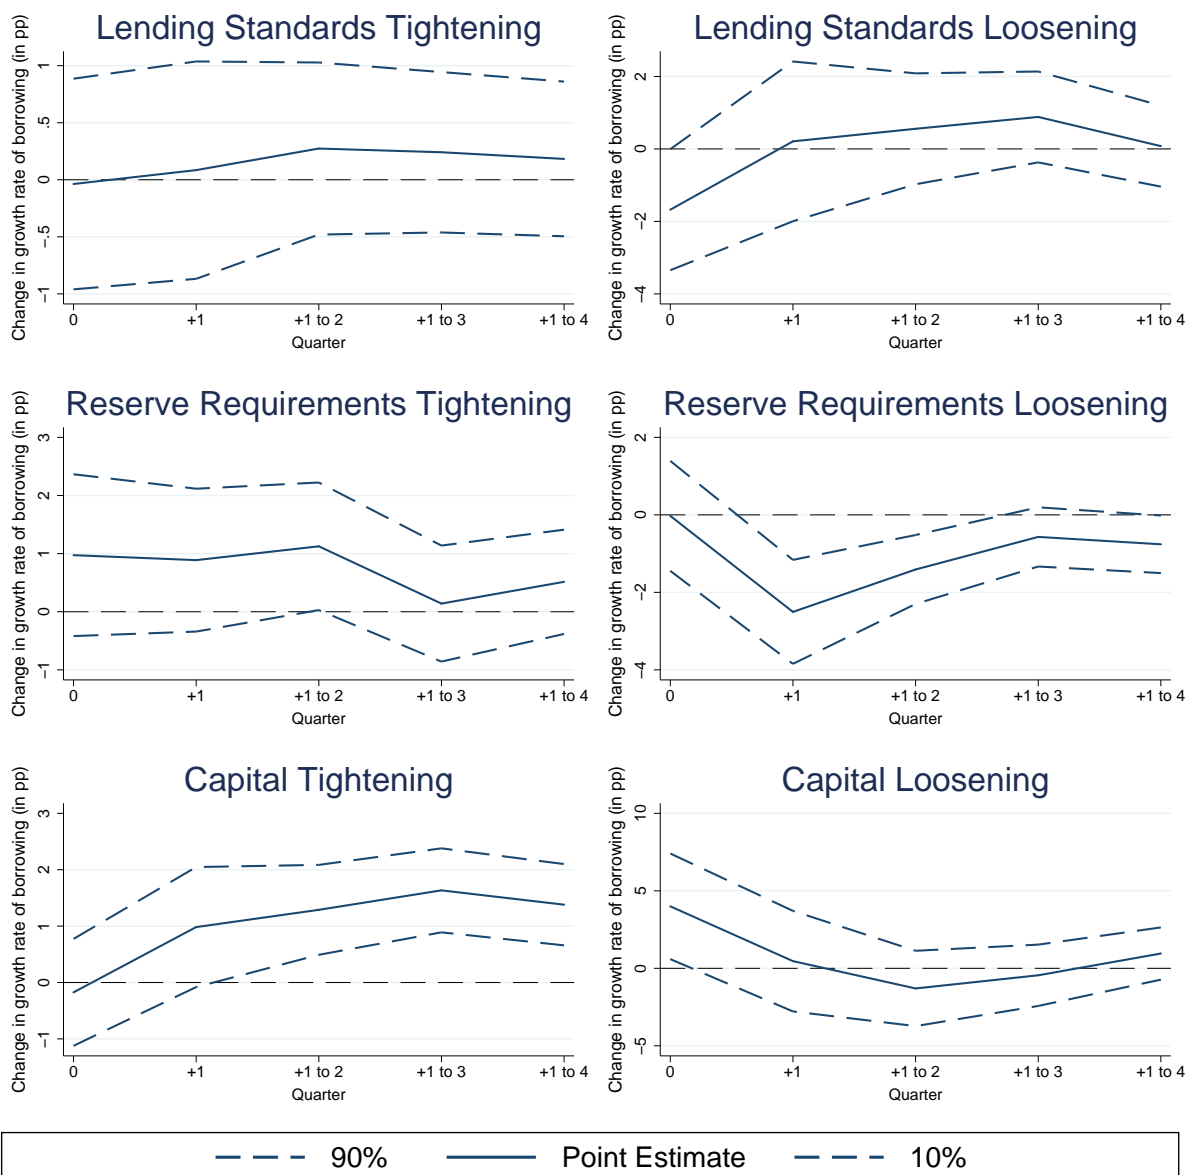 Lending Standards Tightening
Change in growth rate of borrowing (in pp)
1
.5
0
-.5
-1
0 +1 +1 to 2 +1 to 3 +1 to 4
Quarter
Lending Standards Loosening
Change in growth rate of borrowing (in pp)
2
0
-2
-4
0 +1 +1 to 2 +1 to 3 +1 to 4
Quarter
Reserve Requirements Tightening
Change in growth rate of borrowing (in pp)
3
2
1
0
-1
0 +1 +1 to 2 +1 to 3 +1 to 4
Quarter
Reserve Requirements Loosening
Change in growth rate of borrowing (in pp)
2
0
-2
-4
0 +1 +1 to 2 +1 to 3 +1 to 4
Quarter
Capital Tightening
Change in growth rate of borrowing (in pp)
3
2
1
0
-1
0 +1 +1 to 2 +1 to 3 +1 to 4
Quarter
Capital Loosening
Change in growth rate of borrowing (in pp)
10
5
0
-5
0 +1 +1 to 2 +1 to 3 +1 to 4
Quarter
90% Point Estimate 10%